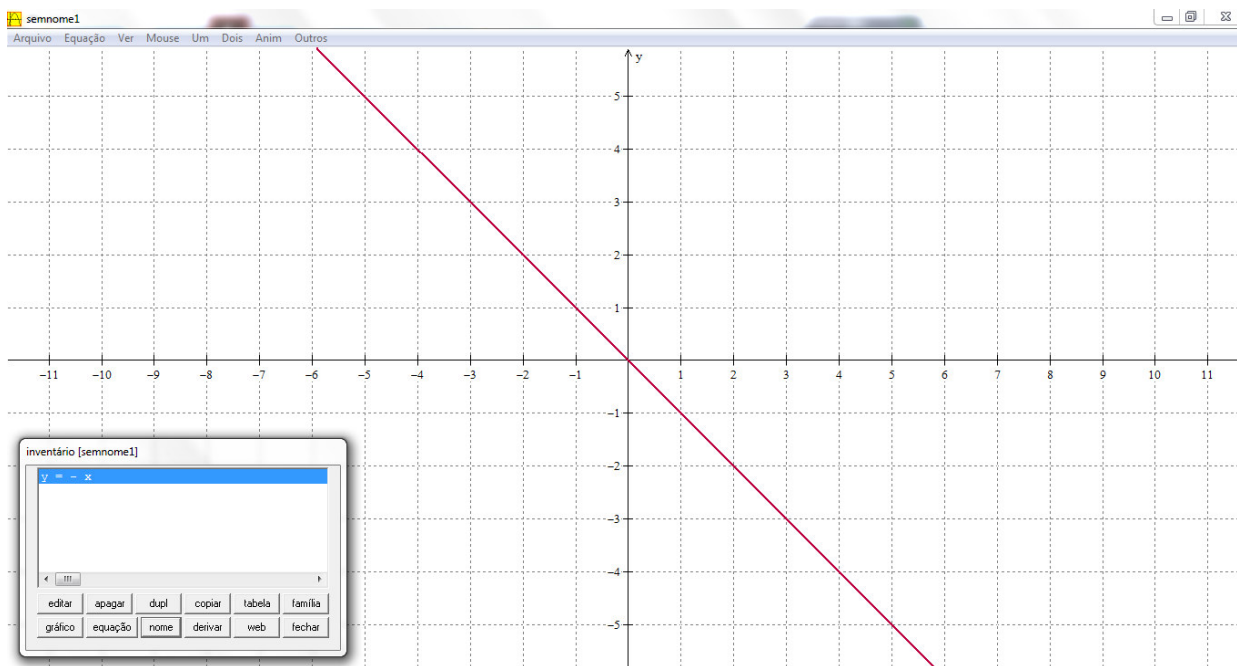 semnome1
Arquivo Equação Ver Mouse Um Dois Anim Outros
y
5
4
3
2
1
−11 −10 −9 −8 −7 −6 −5 −4 −3 −2 −1 0 1 2 3 4 5 6 7 8 9 10 11
−1
−2
−3
−4
−5
inventário [semnome1]
y = - x
editar apagar dupl copiar tabela família
gráfico equação nome derivar web fechar